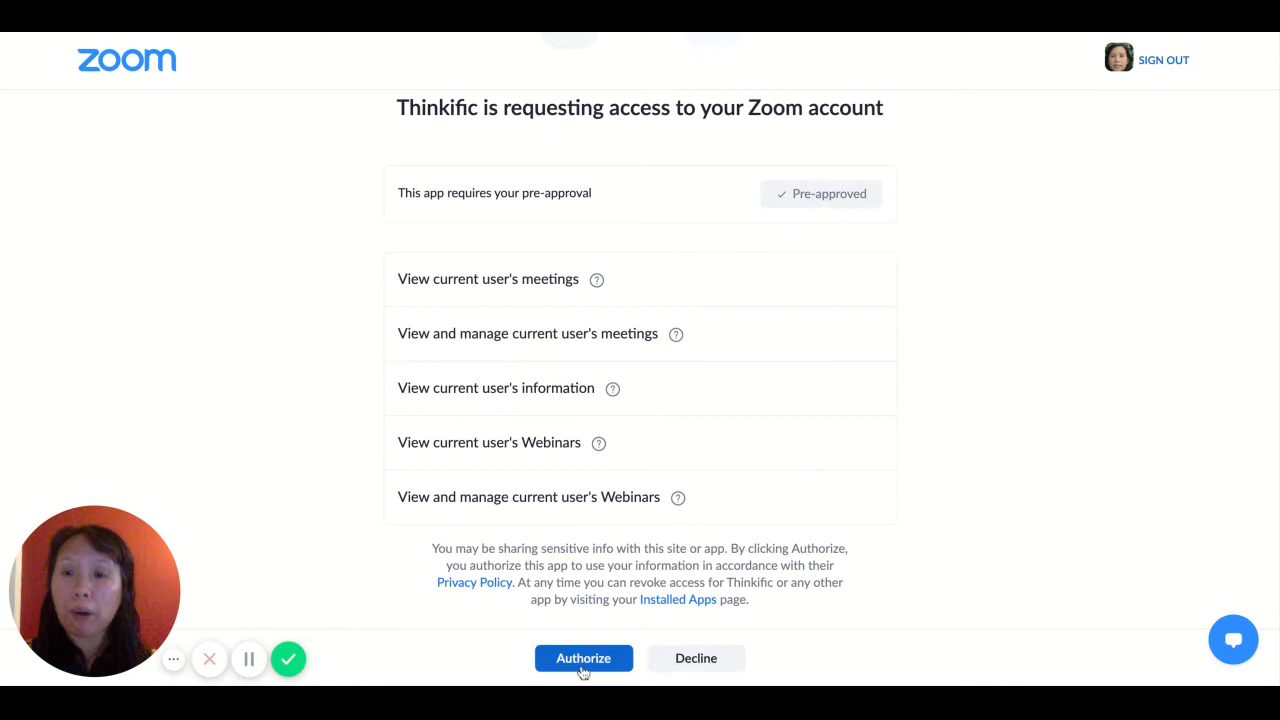 zoom
SIGN OUT
Thinkific is requesting access to your Zoom account
This app requires your pre-approval
Pre-approved
View current user's meetings
View and manage current user's meetings
View current user's information
View current user's Webinars
View and manage current user's Webinars
You may be sharing sensitive info with this site or app. By clicking Authorize,
you authorize this app to use your information in accordance with their
Privacy Policy. At any time you can revoke access for Thinkific or any other
app by visiting your Installed Apps page.
Authorize
Decline